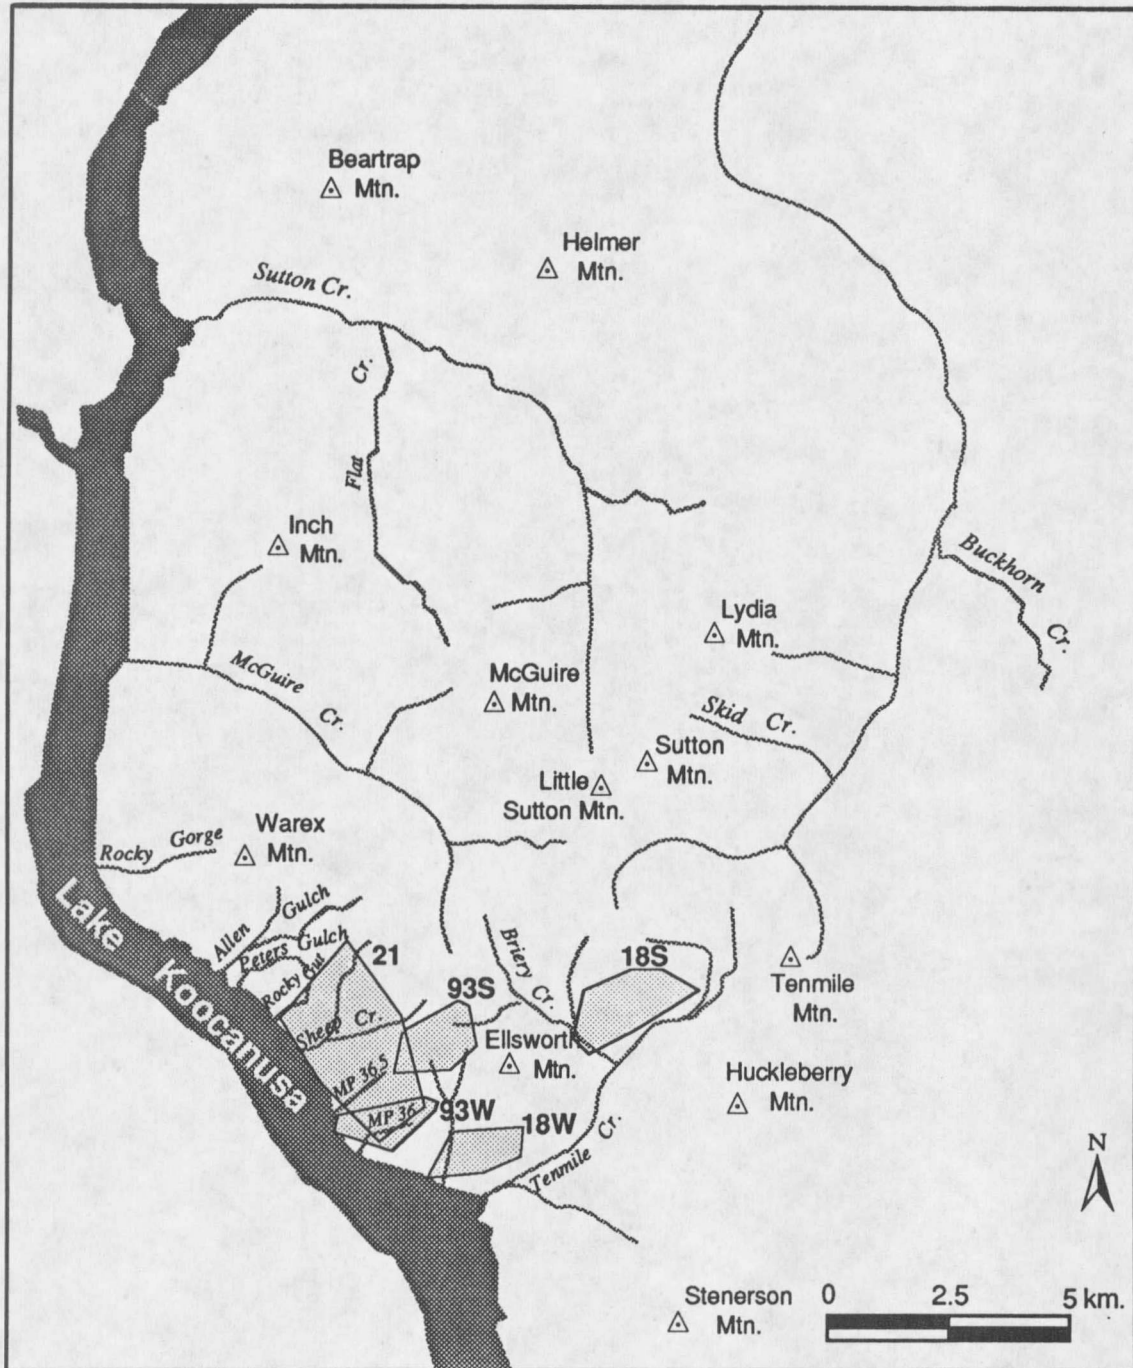 Beartrap
Mtn.
Helmer
Mtn.
Sutton Cr.
Flat Cr.
Inch
Mtn.
Buckhorn Cr.
Lydia
Mtn.
McGuire Cr.
McGuire
Mtn.
Skid Cr.
Sutton
Mtn.
Little
Sutton Mtn.
Rocky Gorge
Warex
Mtn.
Allen Gulch
Peters Gulch
Rocky Gut
21
Lake Koocanusa
Briery Cr.
18S
93S
Tenmile
Mtn.
Sheep Cr.
Ellsworth
Mtn.
MP 36.5
Huckleberry
Mtn.
MP 36
93W
18W
Tenmile Cr.
N
Stenerson
Mtn.
0 2.5 5 km.